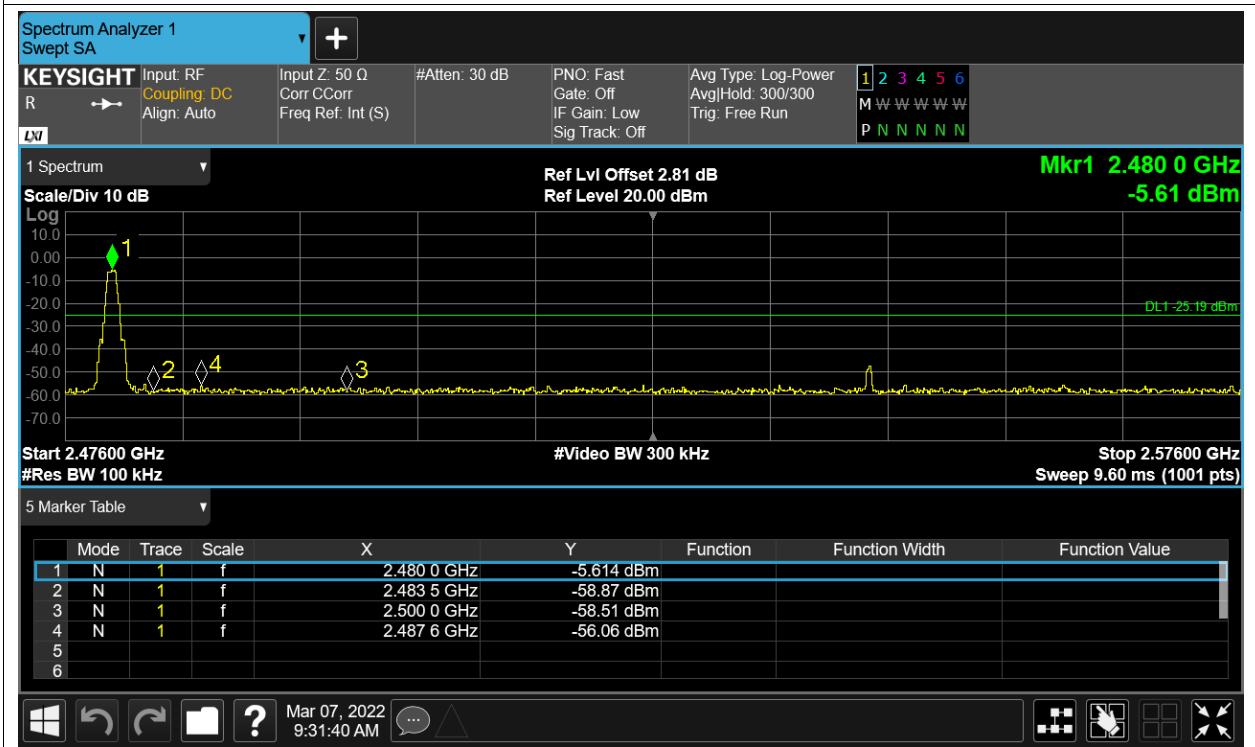 Spectrum Analyzer 1
Swept SA
+
KEYSIGHT Input: RF Input Z: 50 Ω #Atten: 30 dB PNO: Fast Avg Type: Log-Power 1 2 3 4 5 6
R Coupling: DC Corr CCorr Gate: Off Avg|Hold: 300/300 M W W W W W
Align: Auto Freq Ref: Int (S) IF Gain: Low Trig: Free Run
LXI Sig Track: Off P N N N N N
1 Spectrum Ref Lvl Offset 2.81 dB Mkr1 2.480 0 GHz
Scale/Div 10 dB Ref Level 20.00 dBm -5.61 dBm
Log
10.0
1
0.00
-10.0
-20.0
DL1 -25.19 dBm
-30.0
-40.0
2 4 3
-50.0
-60.0
-70.0
Start 2.47600 GHz #Video BW 300 kHz Stop 2.57600 GHz
#Res BW 100 kHz Sweep 9.60 ms (1001 pts)
5 Marker Table
Mode Trace Scale X Y Function Function Width Function Value
1 N 1 f 2.480 0 GHz -5.614 dBm
2 N 1 f 2.483 5 GHz -58.87 dBm
3 N 1 f 2.500 0 GHz -58.51 dBm
4 N 1 f 2.487 6 GHz -56.06 dBm
5
6
? Mar 07, 2022
9:31:40 AM